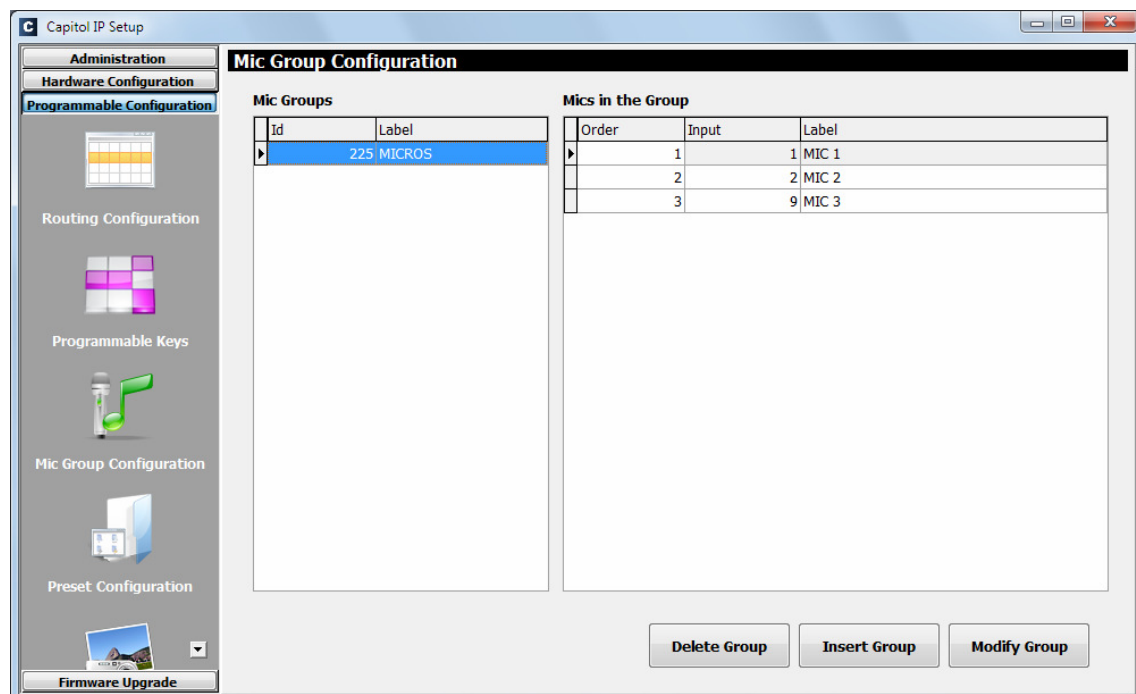 C Capitol IP Setup
Administration
Hardware Configuration
Programmable Configuration
Routing Configuration
Programmable Keys
Mic Group Configuration
Preset Configuration
Firmware Upgrade
Mic Group Configuration
Mic Groups
Id Label
225 MICROS
Mics in the Group
Order Input Label
1 1 MIC 1
2 2 MIC 2
3 9 MIC 3
Delete Group Insert Group Modify Group